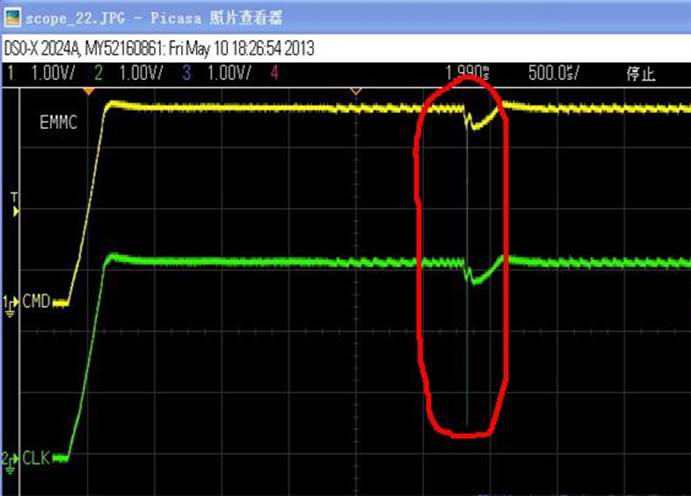 scope_22.JPG - Picasa 照片查看器
DSO-X 2024A, MY52160861: Fri May 10 18:26:54 2013
1 1.00V/ 2 1.00V/ 3 1.00V/ 4 1.990s 500.0s/ 停止
EMMC
T
1 CMD
2 CLK